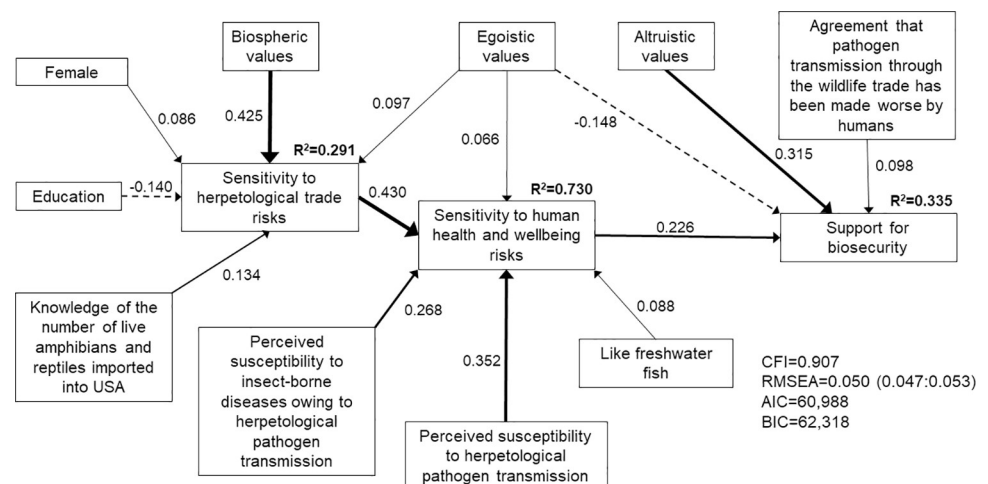 Biospheric
values
Egoistic
values
Altruistic
values
Agreement that
pathogen
transmission through
the wildlife trade has
been made worse by
humans
Female
0.086
0.425
0.097
0.066
-0.148
0.315
0.098
R²=0.291
R²=0.730
R²=0.335
Education
-0.140
Sensitivity to
herpetological trade
risks
0.430
Sensitivity to human
health and wellbeing
risks
0.226
Support for
biosecurity
0.134
Knowledge of the
number of live
amphibians and
reptiles imported
into USA
0.268
Perceived
susceptibility to
insect-borne
diseases owing to
herpetological
pathogen
transmission
0.352
Perceived susceptibility
to herpetological
pathogen transmission
0.088
Like freshwater
fish
CFI=0.907
RMSEA=0.050 (0.047:0.053)
AIC=60,988
BIC=62,318